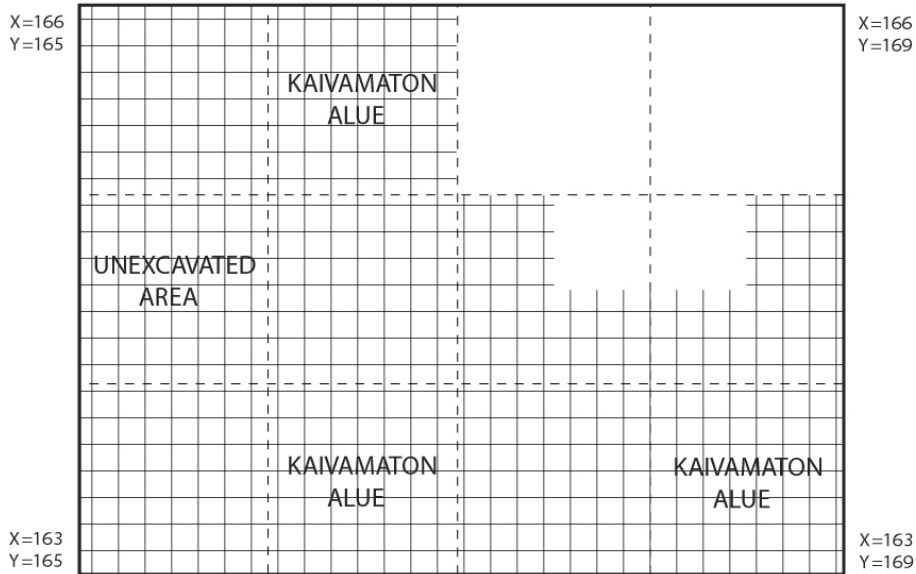 X=166
Y=165
X=166
Y=169
KAIVAMATON
ALUE
UNEXCAVATED
AREA
KAIVAMATON
ALUE
KAIVAMATON
ALUE
X=163
Y=165
X=163
Y=169